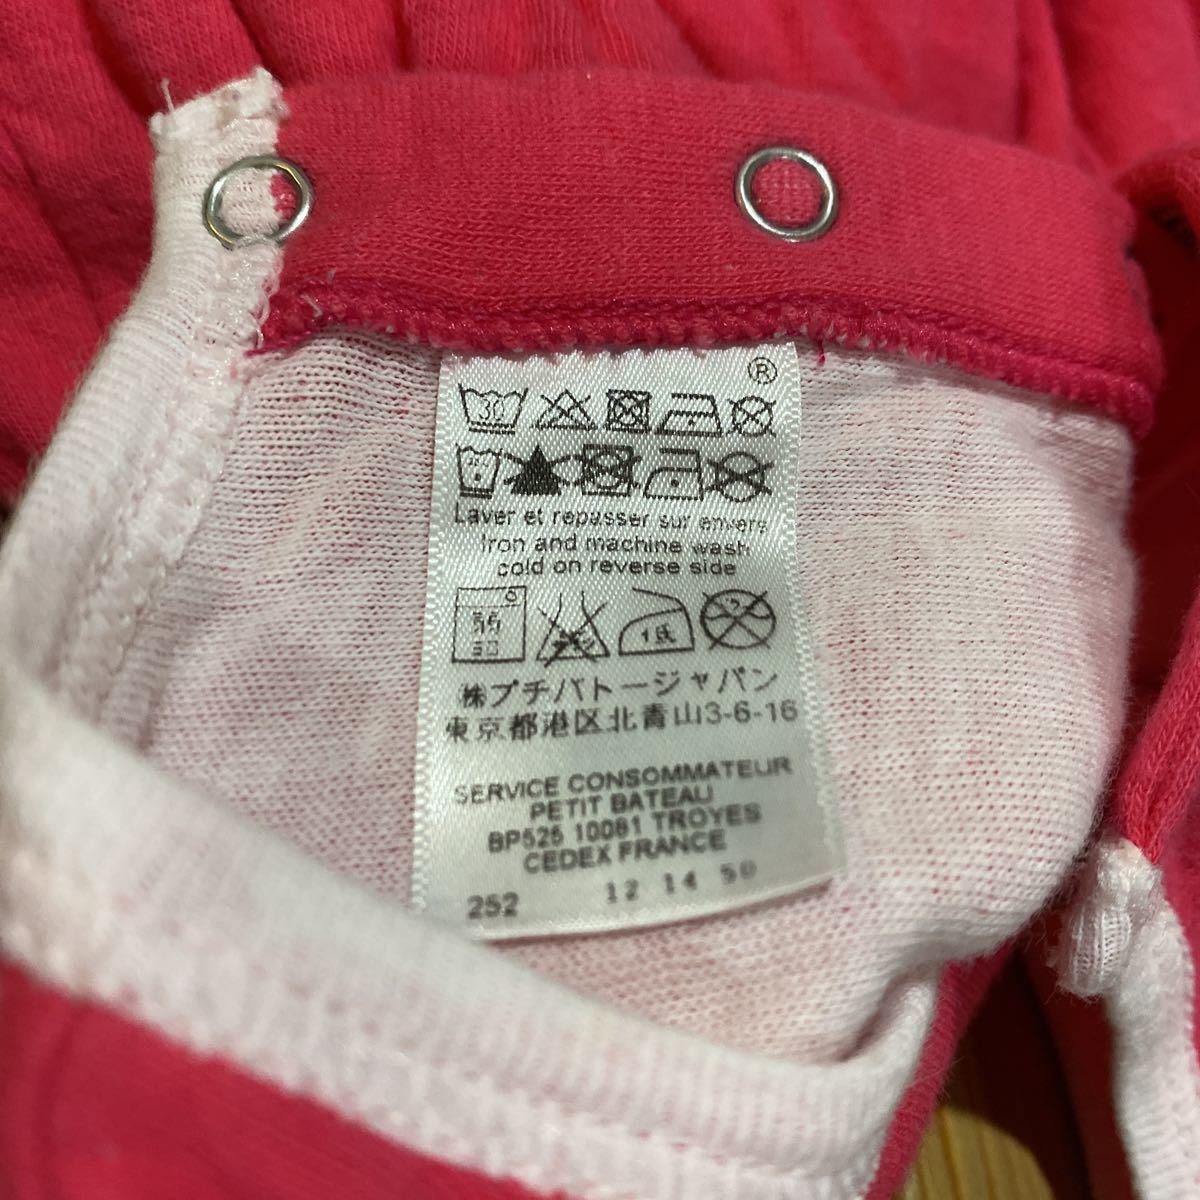 ®
30
Laver et repasser sur envers
Iron and machine wash
cold on reverse side
㈱プチバトージャパン
東京都港区北青山3-6-16
SERVICE CONSOMMATEUR
PETIT BATEAU
BP525 10081 TROYES
CEDEX FRANCE
252 12 14 50